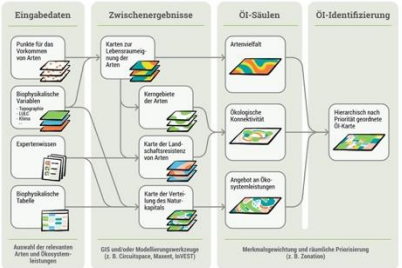 Eingabedaten
Zwischenergebnisse
ÖI-Säulen
ÖI-Identifizierung
Punkte für das
Vorkommen
von Arten
Biophysikalische
Variablen
- Topographie
- LULC
- Klima
- ...
Expertenwissen
Biophysikalische
Tabelle
Auswahl der relevanten
Arten und Ökosystem-
leistungen
Karten zur
Lebensraumeig-
nung der
Arten
Kerngebiete
der Arten
Karte der Land-
schaftsresistenz
von Arten
Karte der Vertei-
lung des Natur-
kapitals
GIS und/oder Modellierungswerkzeuge
(z. B. Circuitspace, Maxent, InVEST)
Artenvielfalt
Ökologische
Konnektivität
Angebot an Öko-
systemleistungen
Merkmalsgewichtung und räumliche Priorisierung
(z. B. Zonation)
Hierarchisch nach
Priorität geordnete
ÖI-Karte